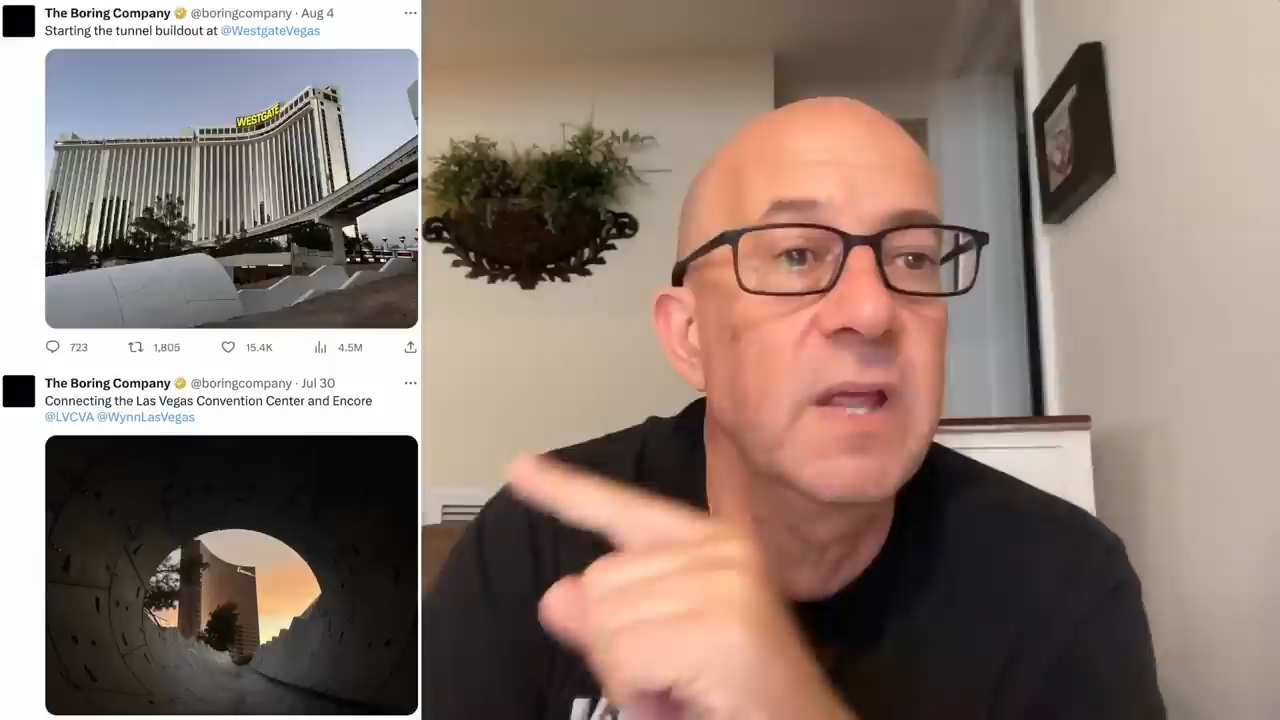 The Boring Company @boringcompany · Aug 4
Starting the tunnel buildout at @WestgateVegas
WESTGATE
723 1,805 15.4K 4.5M
The Boring Company @boringcompany · Jul 30
Connecting the Las Vegas Convention Center and Encore
@LVCVA @WynnLasVegas